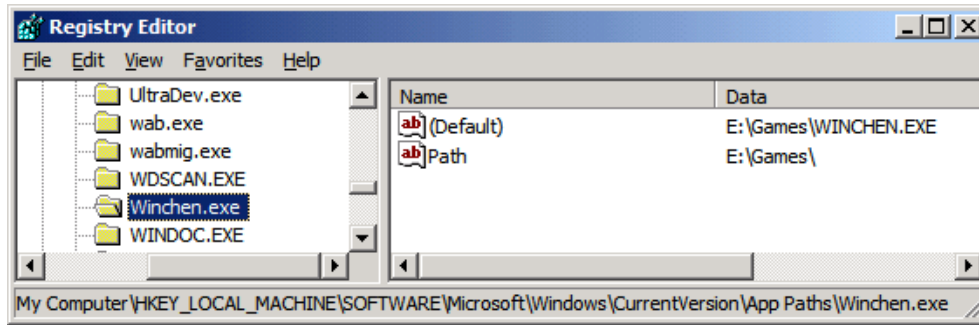 Registry Editor
File Edit View Favorites Help
UltraDev.exe
wab.exe
wabmig.exe
WDSCAN.EXE
Winchen.exe
WINDOC.EXE
Name Data
ab (Default) E:\Games\WINCHEN.EXE
ab Path E:\Games\
My Computer\HKEY_LOCAL_MACHINE\SOFTWARE\Microsoft\Windows\CurrentVersion\App Paths\Winchen.exe